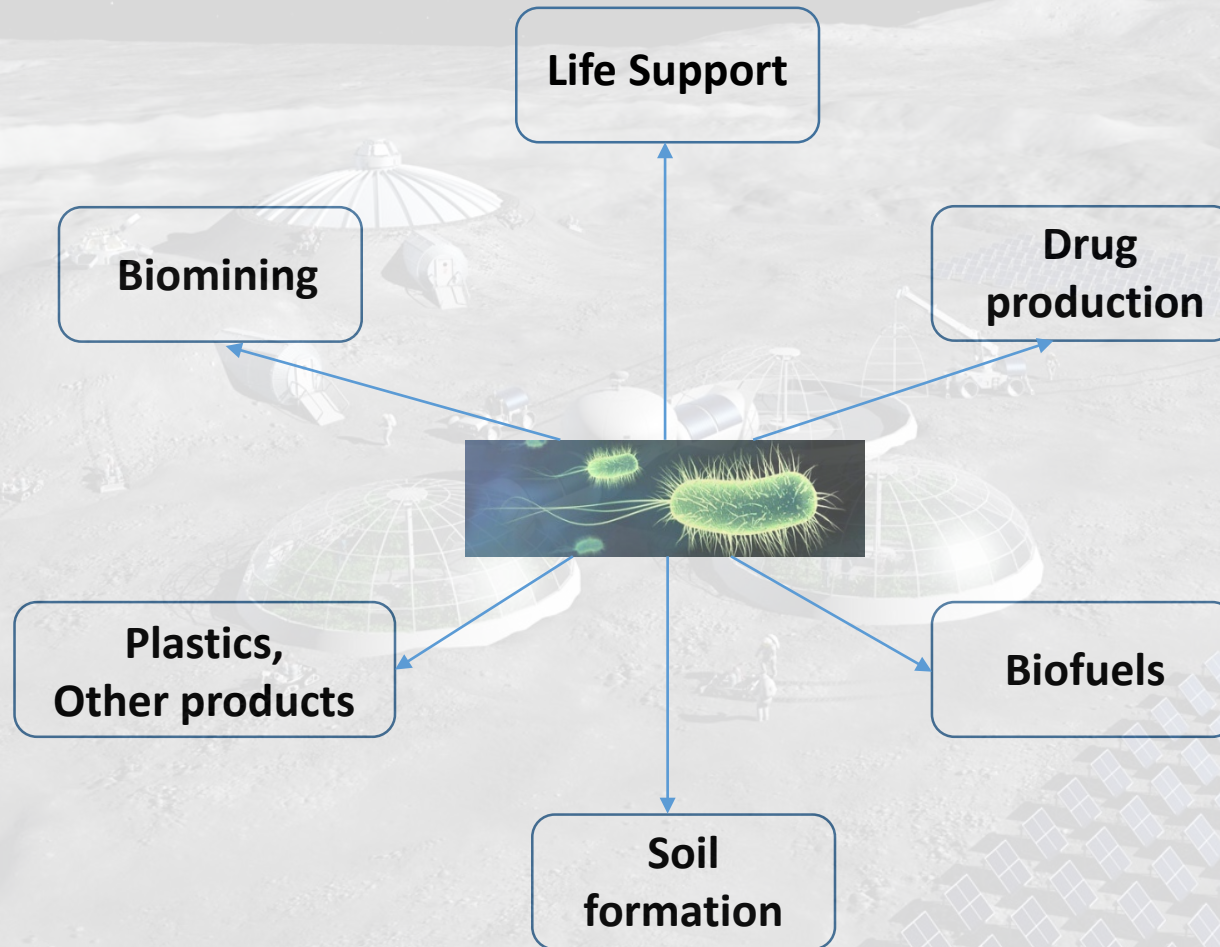 Life Support
Biomining
Drug
production
Plastics,
Other products
Biofuels
Soil
formation